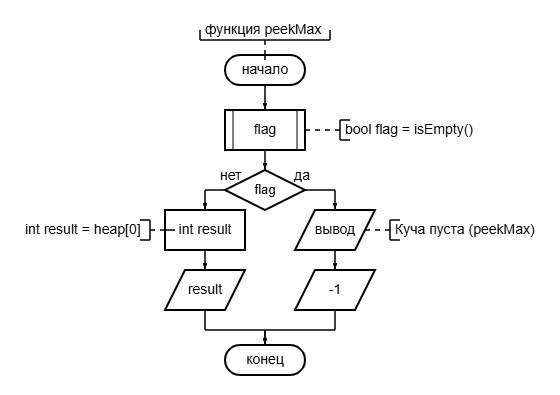 функция peekMax
начало
flag
bool flag = isEmpty()
нет
да
flag
int result = heap[0]
int result
вывод
Куча пуста (peekMax)
result
-1
конец